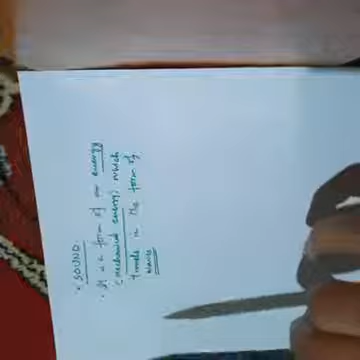 • SOUND.
• It is a form of an energy
(mechanical energy) which
travels in the form of
waves